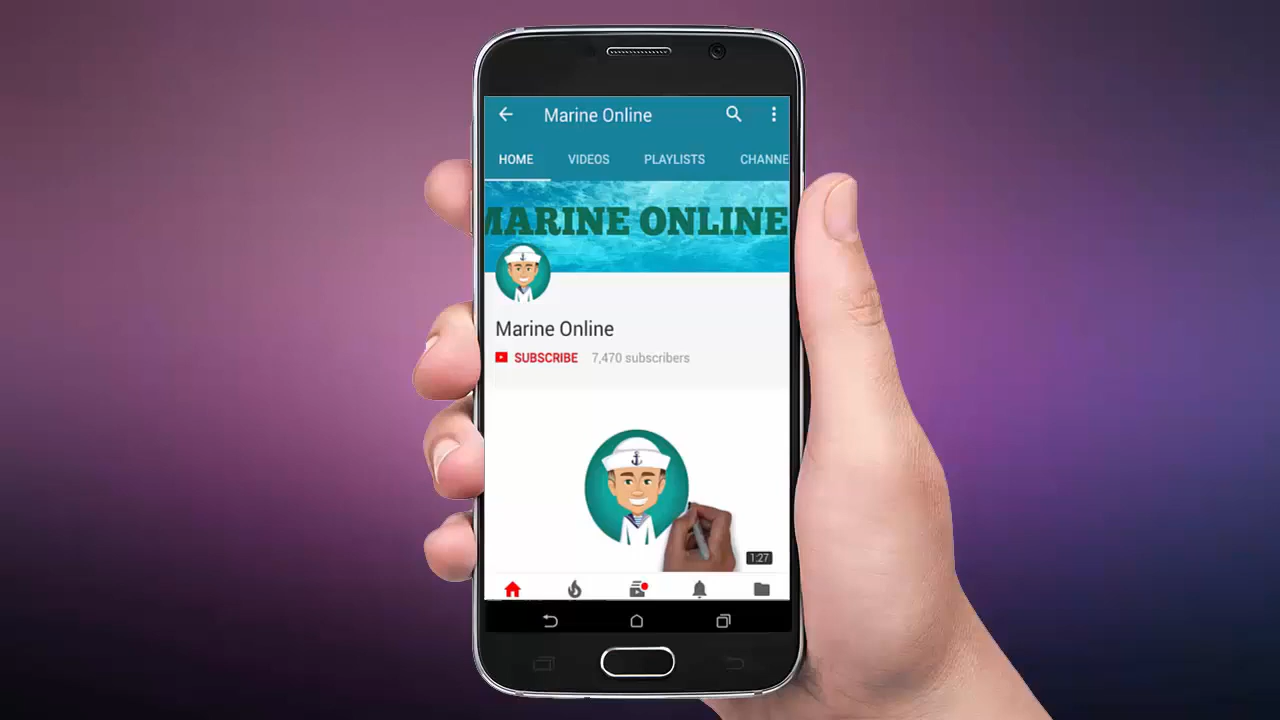 Marine Online
HOME VIDEOS PLAYLISTS CHANNE
MARINE ONLINE
Marine Online
SUBSCRIBE 7,470 subscribers
1:27